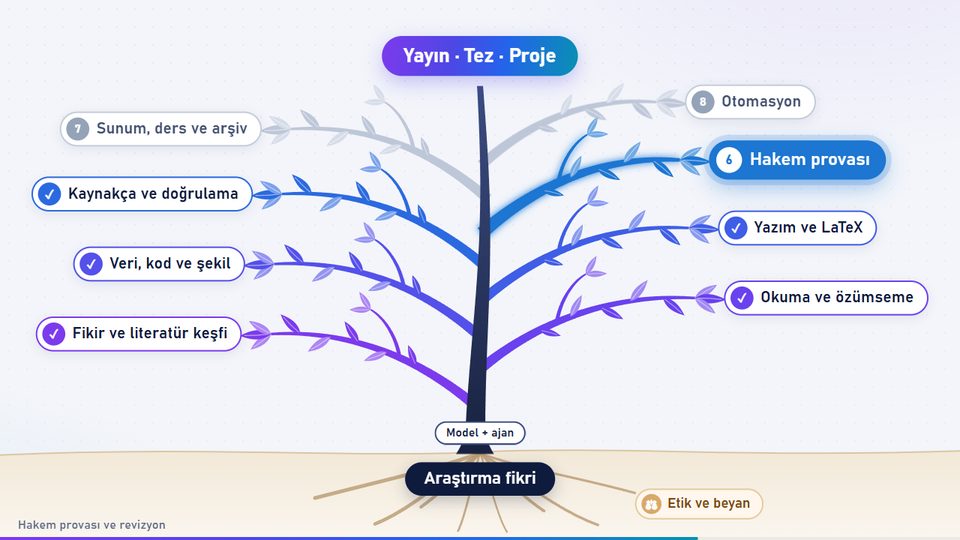 Yayın · Tez · Proje
8 Otomasyon
7 Sunum, ders ve arşiv
6 Hakem provası
Kaynakça ve doğrulama
Yazım ve LaTeX
Veri, kod ve şekil
Okuma ve özümseme
Fikir ve literatür keşfi
Model + ajan
Araştırma fikri
Etik ve beyan
Hakem provası ve revizyon